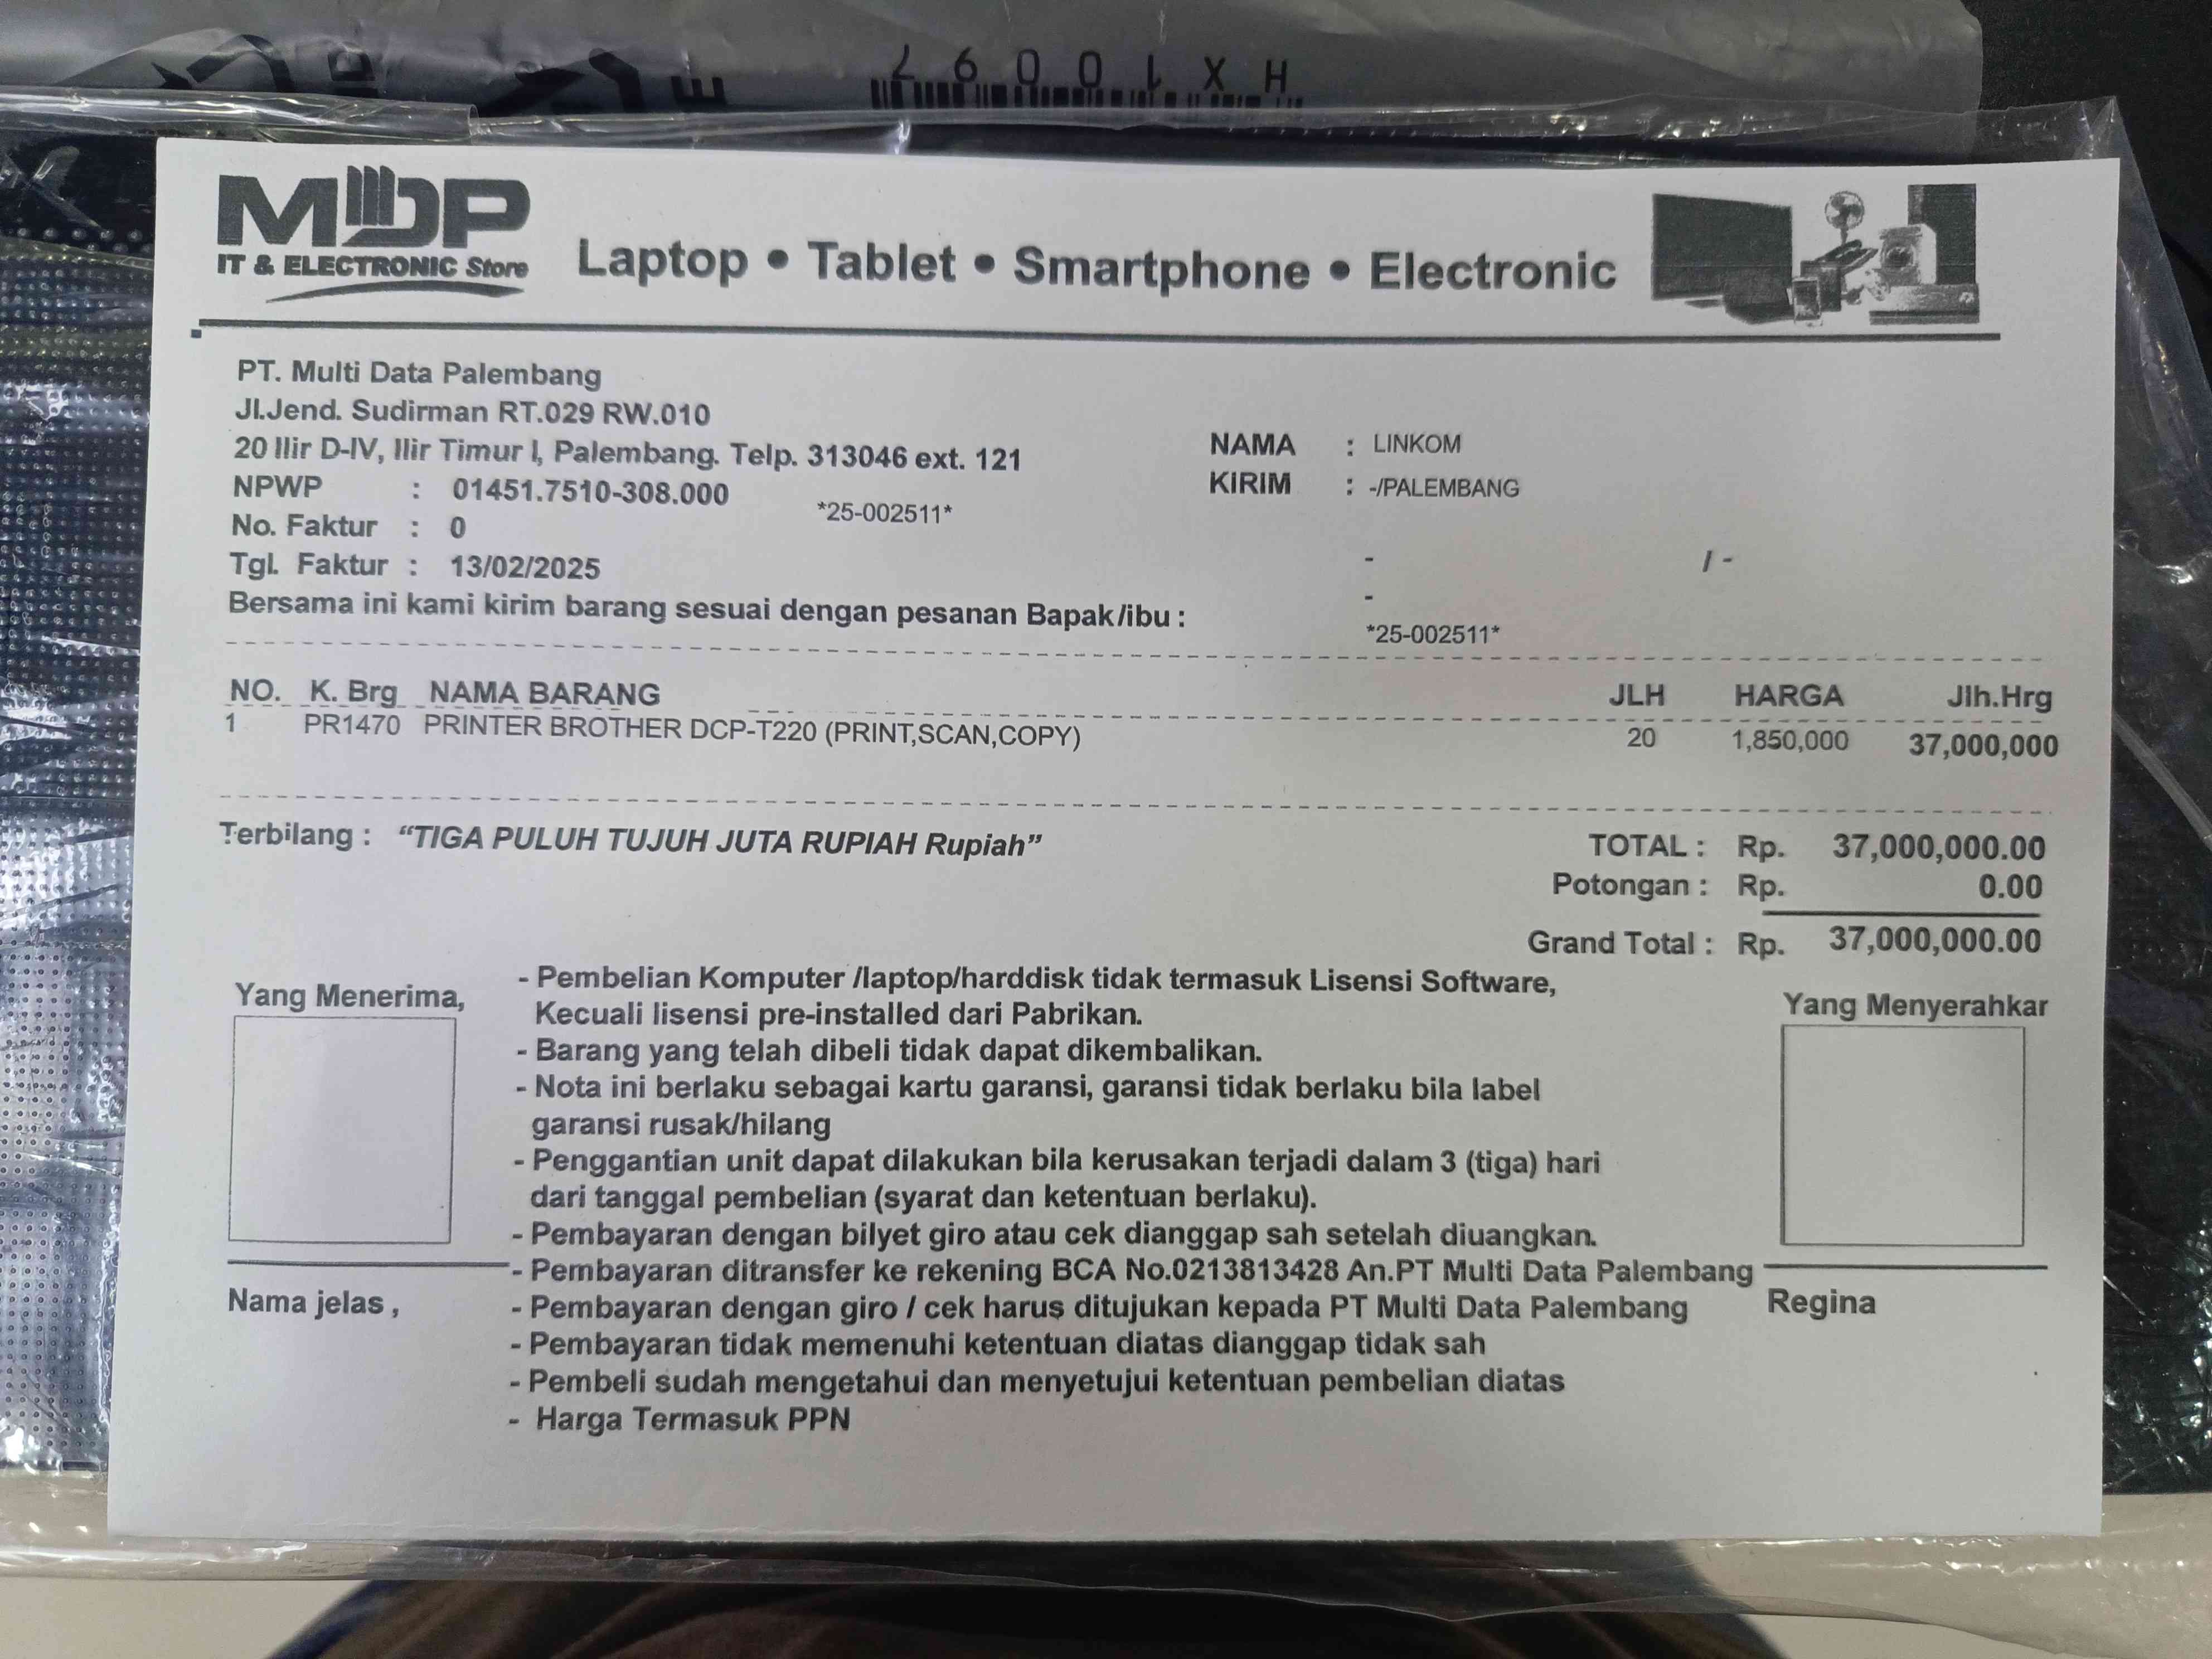 HX10097
MDP
IT & ELECTRONIC Store
Laptop • Tablet • Smartphone • Electronic
PT. Multi Data Palembang
Jl.Jend. Sudirman RT.029 RW.010
20 Ilir D-IV, Ilir Timur I, Palembang. Telp. 313046 ext. 121
NPWP : 01451.7510-308.000
*25-002511*
No. Faktur : 0
Tgl. Faktur : 13/02/2025
Bersama ini kami kirim barang sesuai dengan pesanan Bapak/ibu :
NAMA : LINKOM
KIRIM : -/PALEMBANG
- / -
-
*25-002511*
NO. K. Brg NAMA BARANG JLH HARGA Jlh.Hrg
1 PR1470 PRINTER BROTHER DCP-T220 (PRINT,SCAN,COPY) 20 1,850,000 37,000,000
Terbilang : “TIGA PULUH TUJUH JUTA RUPIAH Rupiah”
TOTAL : Rp. 37,000,000.00
Potongan : Rp. 0.00
Grand Total : Rp. 37,000,000.00
Yang Menerima,
Nama jelas ,
- Pembelian Komputer /laptop/harddisk tidak termasuk Lisensi Software,
Kecuali lisensi pre-installed dari Pabrikan.
- Barang yang telah dibeli tidak dapat dikembalikan.
- Nota ini berlaku sebagai kartu garansi, garansi tidak berlaku bila label
garansi rusak/hilang
- Penggantian unit dapat dilakukan bila kerusakan terjadi dalam 3 (tiga) hari
dari tanggal pembelian (syarat dan ketentuan berlaku).
- Pembayaran dengan bilyet giro atau cek dianggap sah setelah diuangkan.
- Pembayaran ditransfer ke rekening BCA No.0213813428 An.PT Multi Data Palembang
- Pembayaran dengan giro / cek harus ditujukan kepada PT Multi Data Palembang
- Pembayaran tidak memenuhi ketentuan diatas dianggap tidak sah
- Pembeli sudah mengetahui dan menyetujui ketentuan pembelian diatas
- Harga Termasuk PPN
Yang Menyerahkar
Regina